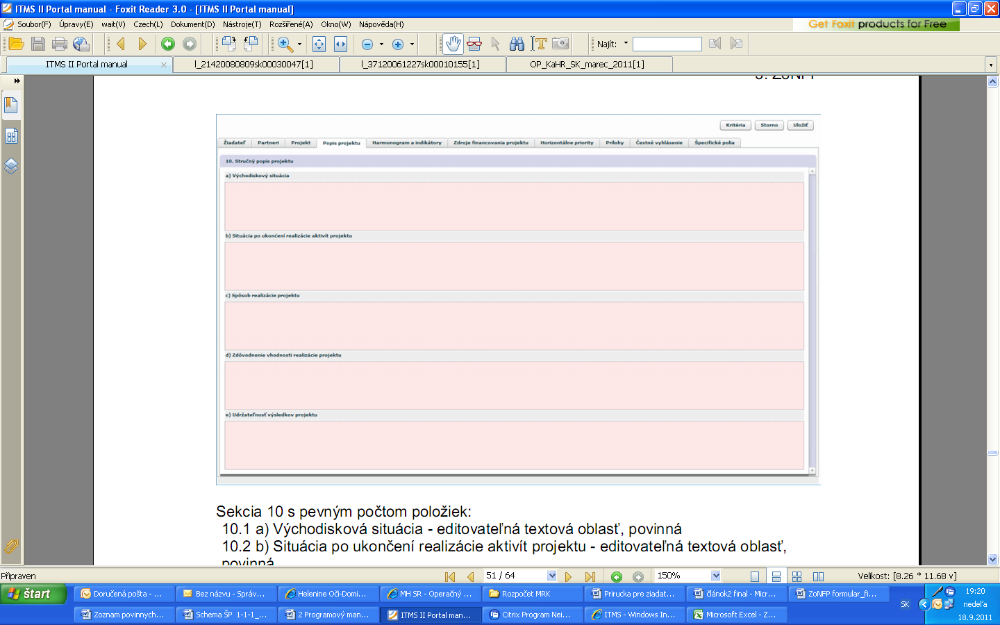 ITMS II Portal manual - Foxit Reader 3.0 - [ITMS II Portal manual]
Soubor(F) Úpravy(E) wait(V) Czech(L) Dokument(D) Nástroje(T) Rozšířené(A) Okno(W) Nápověda(H)
Get Foxit products for Free
Najít:
ITMS II Portal manual
l_21420080809sk00030047[1]
l_37120061227sk00010155[1]
OP_KaHR_SK_marec_2011[1]
Kritéria Storno Uložiť
Žiadateľ Partneri Projekt Popis projektu Harmonogram a indikátory Zdroje financovania projektu Horizontálne priority Prílohy Čestné vyhlásenie Špecifické polia
10. Stručný popis projektu
a) Východiskový situácia
b) Situácia po ukončení realizácie aktivít projektu
c) Spôsob realizácie projektu
d) Zdôvodnenie vhodnosti realizácie projektu
e) Udržateľnosť výsledkov projektu
Sekcia 10 s pevným počtom položiek:
10.1 a) Východisková situácia - editovateľná textová oblasť, povinná
10.2 b) Situácia po ukončení realizácie aktivít projektu - editovateľná textová oblasť,
povinná
Připraven
51 / 64
150%
Velikost: [8.26 * 11.68 v]
štart
Doručená pošta - ...
Bez názvu - Správ...
Helenine Oči-Domi...
MH SR - Operačný ...
Rozpočet MRK
Prirucka pre ziadat...
článok2 final - Micr...
ZoNFP formular_fi...
Zoznam povinnych...
Schema ŠP 1-1-1_...
2 Programový man...
ITMS II Portal man...
Citrix Program Nei...
ITMS - Windows In...
Microsoft Excel - Z...
SK
19:20
nedeľa
18.9.2011